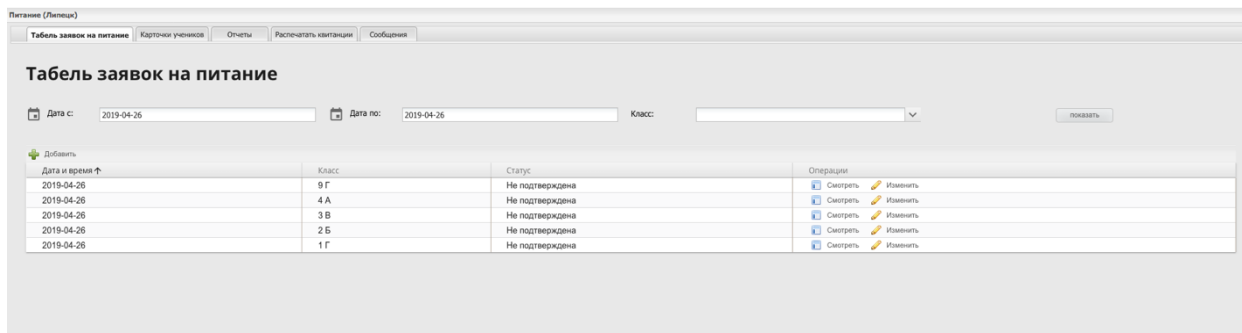 Питание (Липецк)
Табель заявок на питание Карточки учеников Отчеты Распечатать квитанции Сообщения
Табель заявок на питание
Дата с: 2019-04-26 Дата по: 2019-04-26 Класс: показать
Добавить
Дата и время Класс Статус Операции
2019-04-26 9 Г Не подтверждена Смотреть Изменить
2019-04-26 4 А Не подтверждена Смотреть Изменить
2019-04-26 3 В Не подтверждена Смотреть Изменить
2019-04-26 2 Б Не подтверждена Смотреть Изменить
2019-04-26 1 Г Не подтверждена Смотреть Изменить